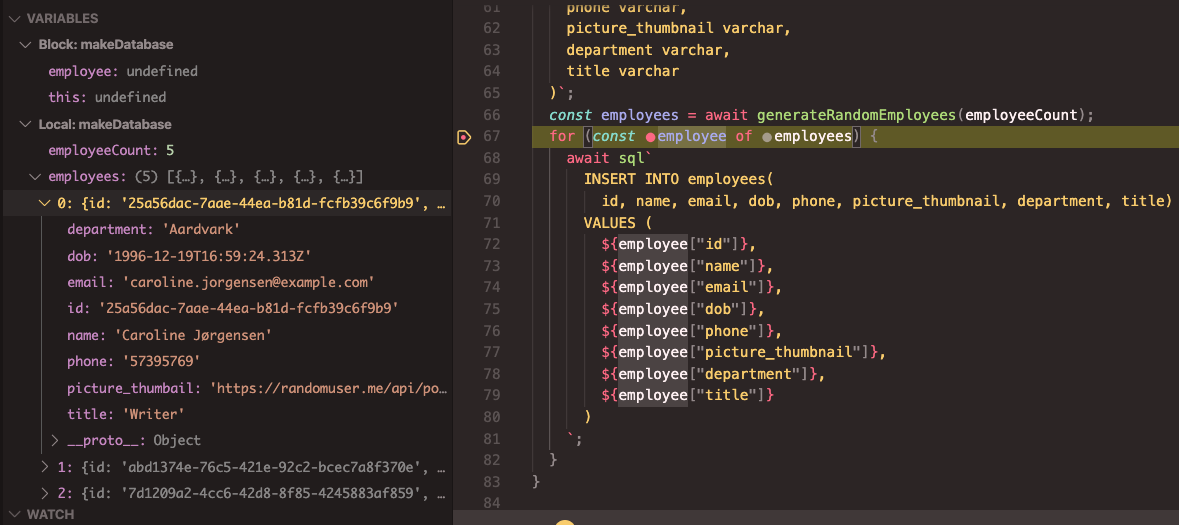 VARIABLES
Block: makeDatabase
employee: undefined
this: undefined
Local: makeDatabase
employeeCount: 5
employees: (5) [{…}, {…}, {…}, {…}, {…}]
0: {id: '25a56dac-7aae-44ea-b81d-fcfb39c6f9b9', …
department: 'Aardvark'
dob: '1996-12-19T16:59:24.313Z'
email: 'caroline.jorgensen@example.com'
id: '25a56dac-7aae-44ea-b81d-fcfb39c6f9b9'
name: 'Caroline Jørgensen'
phone: '57395769'
picture_thumbail: 'https://randomuser.me/api/po…
title: 'Writer'
__proto__: Object
1: {id: 'abd1374e-76c5-421e-92c2-bcec7a8f370e', …
2: {id: '7d1209a2-4cc6-42d8-8f85-4245883af859', …
WATCH
61 phone varchar,
62 picture_thumbnail varchar,
63 department varchar,
64 title varchar
65 )`;
66 const employees = await generateRandomEmployees(employeeCount);
67 for (const employee of employees) {
68 await sql`
69 INSERT INTO employees(
70 id, name, email, dob, phone, picture_thumbnail, department, title)
71 VALUES (
72 ${employee["id"]},
73 ${employee["name"]},
74 ${employee["email"]},
75 ${employee["dob"]},
76 ${employee["phone"]},
77 ${employee["picture_thumbnail"]},
78 ${employee["department"]},
79 ${employee["title"]}
80 )
81 `;
82 }
83 }
84